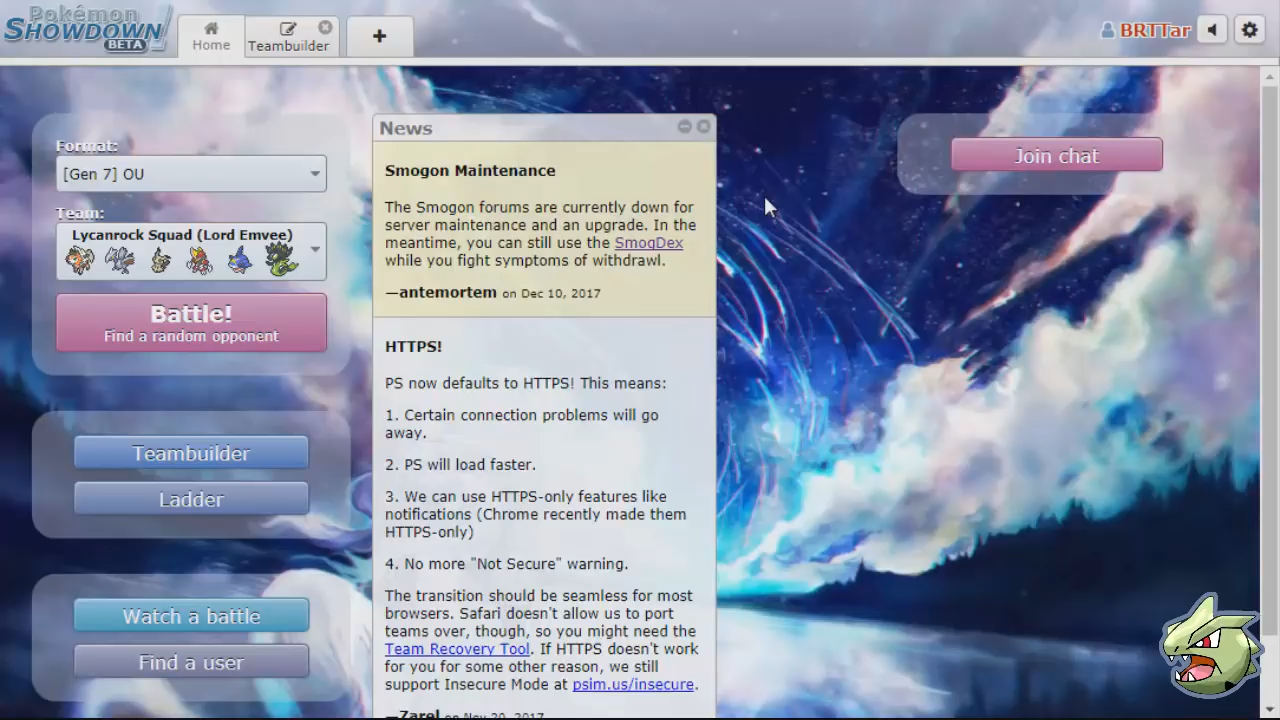 Pokémon
SHOWDOWN!
BETA
Home
Teambuilder
+
BRTTar
Format:
[Gen 7] OU
Team:
Lycanrock Squad (Lord Emvee)
Battle!
Find a random opponent
Teambuilder
Ladder
Watch a battle
Find a user
News
Smogon Maintenance
The Smogon forums are currently down for
server maintenance and an upgrade. In the
meantime, you can still use the SmogDex
while you fight symptoms of withdrawl.
—antemortem on Dec 10, 2017
HTTPS!
PS now defaults to HTTPS! This means:
1. Certain connection problems will go
away.
2. PS will load faster.
3. We can use HTTPS-only features like
notifications (Chrome recently made them
HTTPS-only)
4. No more "Not Secure" warning.
The transition should be seamless for most
browsers. Safari doesn't allow us to port
teams over, though, so you might need the
Team Recovery Tool. If HTTPS doesn't work
for you for some other reason, we still
support Insecure Mode at psim.us/insecure.
—Zarel on Nov 20, 2017
Join chat